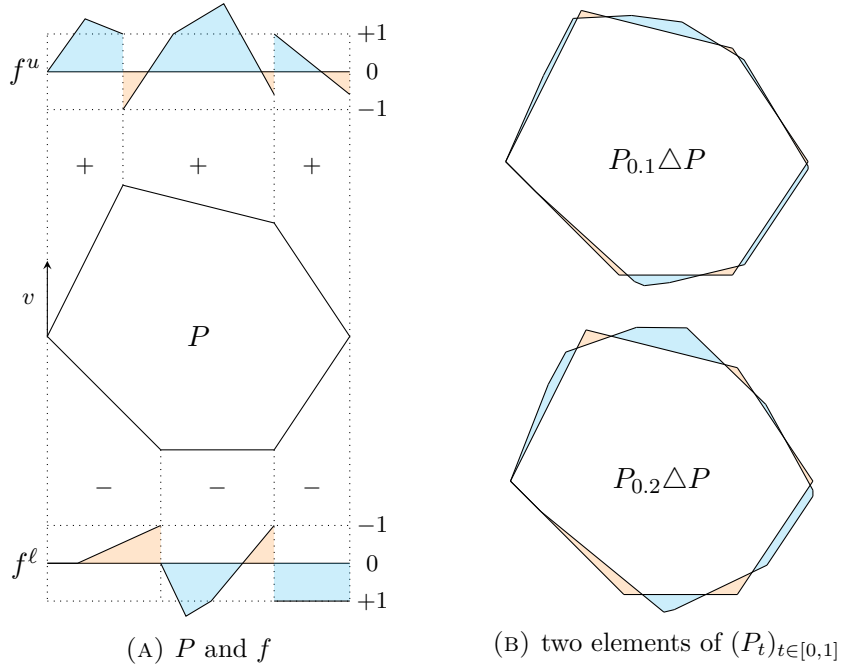 +1
f^u 0
−1
+ + +
P_{0.1}△P
v
P
P_{0.2}△P
− − −
−1
f^ℓ 0
+1
(A) P and f
(B) two elements of (P_t)_{t∈[0,1]}